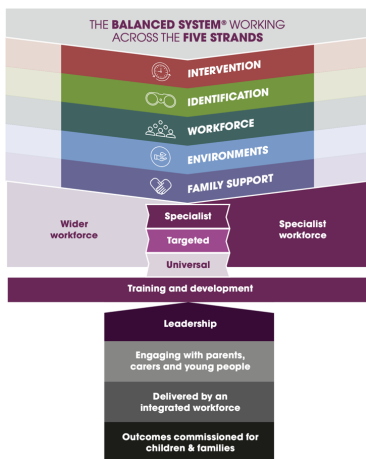 THE BALANCED SYSTEM® WORKING
ACROSS THE FIVE STRANDS
INTERVENTION
IDENTIFICATION
WORKFORCE
ENVIRONMENTS
FAMILY SUPPORT
Wider
workforce
Specialist
Targeted
Universal
Specialist
workforce
Training and development
Leadership
Engaging with parents,
carers and young people
Delivered by an
integrated workforce
Outcomes commissioned for
children & families